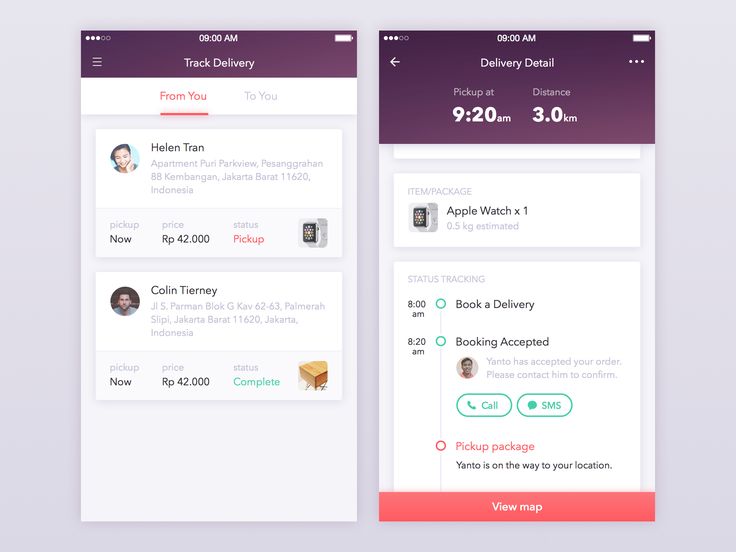 09:00 AM
Track Delivery
From You
To You
Helen Tran
Apartment Puri Parkview, Pesanggrahan
88 Kembangan, Jakarta Barat 11620,
Indonesia
pickup price status
Now Rp 42.000 Pickup
Colin Tierney
Jl S. Parman Blok G Kav 62-63, Palmerah
Slipi, Jakarta Barat 11620, Jakarta,
Indonesia
pickup price status
Now Rp 42.000 Complete
09:00 AM
Delivery Detail
Pickup at Distance
9:20am 3.0km
ITEM/PACKAGE
Apple Watch x 1
0.5 kg estimated
STATUS TRACKING
8:00 am
Book a Delivery
8:20 am
Booking Accepted
Yanto has accepted your order.
Please contact him to confirm.
Call SMS
Pickup package
Yanto is on the way to your location.
View map